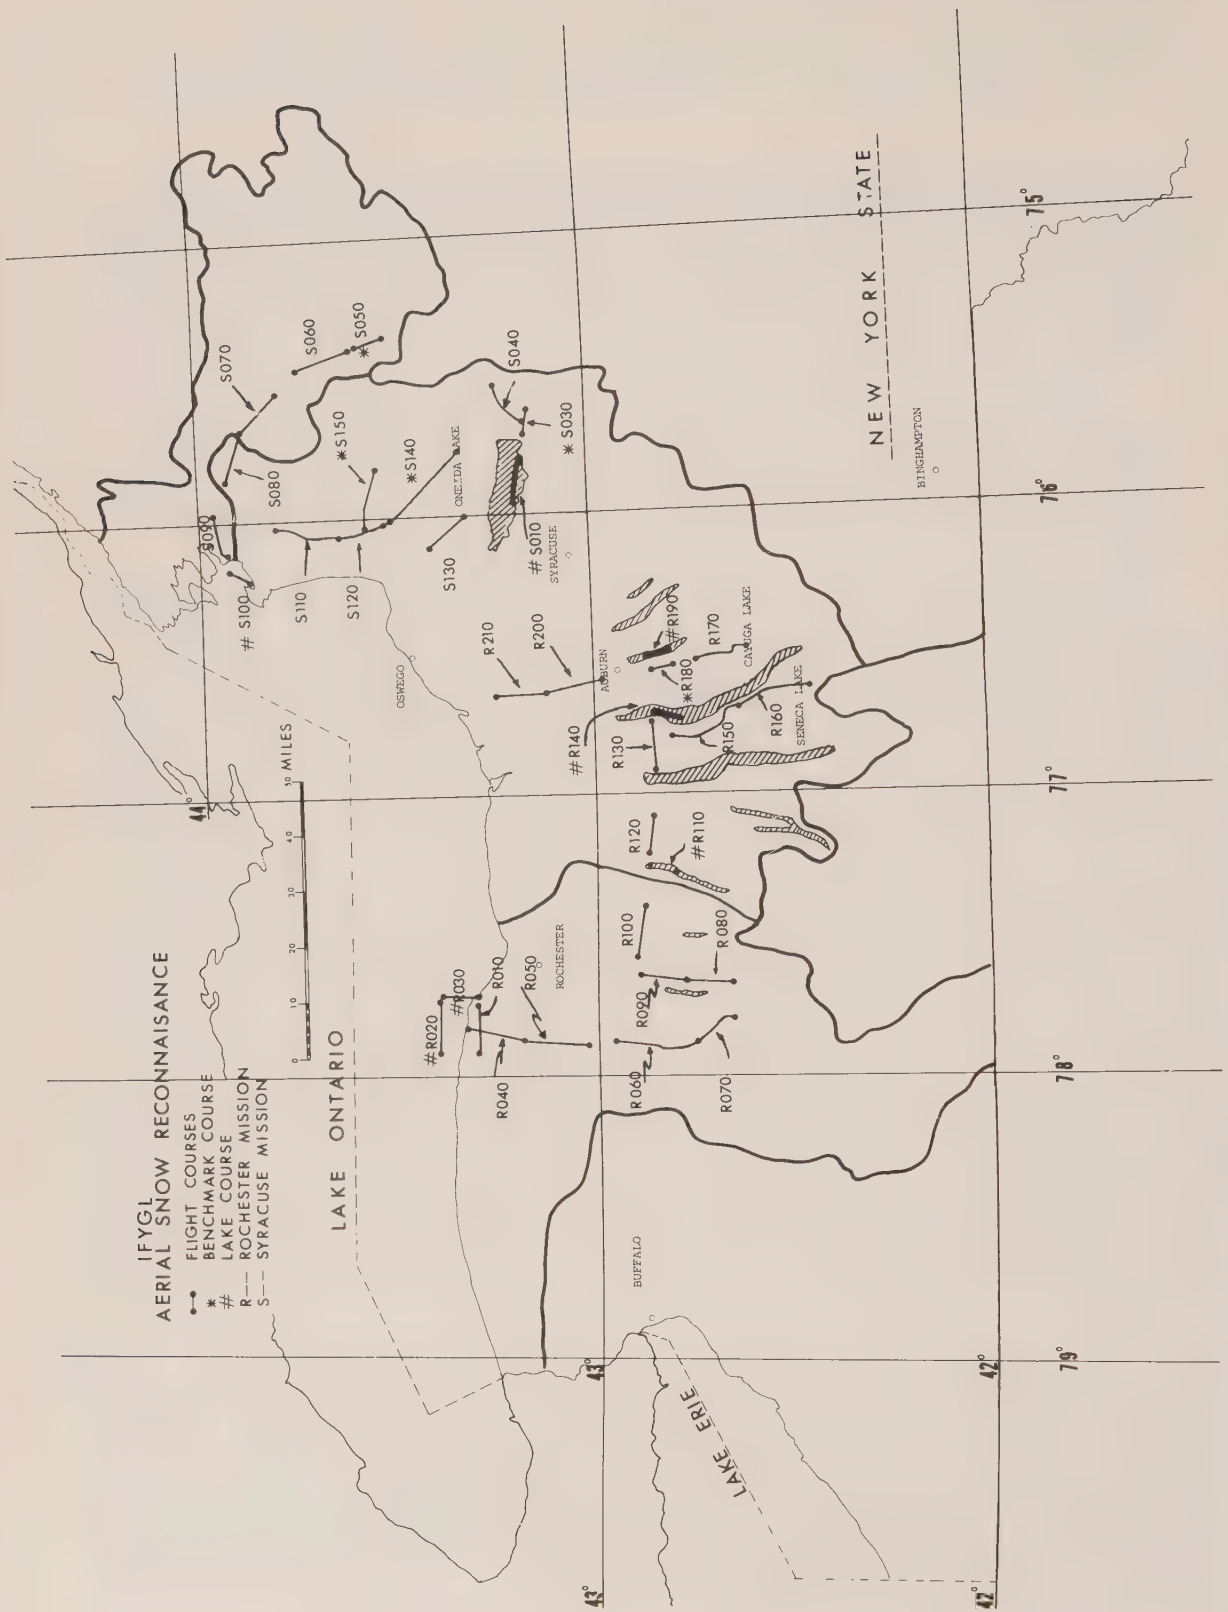 IFYGL
AERIAL SNOW RECONNAISANCE
FLIGHT COURSES
* BENCHMARK COURSE
# LAKE COURSE
R--- ROCHESTER MISSION
S--- SYRACUSE MISSION
0 10 20 30 40 50 MILES
LAKE ONTARIO
44°
# S100
S090
S080
S070
S060
* S050
S110
S120
* S150
* S140
S130
ONEIDA LAKE
S040
* S030
# S010
SYRACUSE
OSWEGO
R210
R200
AUBURN
# R020
# R030
R010
R040
R050
ROCHESTER
BUFFALO
43°
43°
R060
R070
R090
R080
R100
R120
# R110
R130
# R140
R150
R160
SENECA LAKE
* R180
# R190
R170
CAYUGA LAKE
LAKE ERIE
NEW YORK STATE
BINGHAMPTON
42°
42°
79°
78°
77°
76°
75°